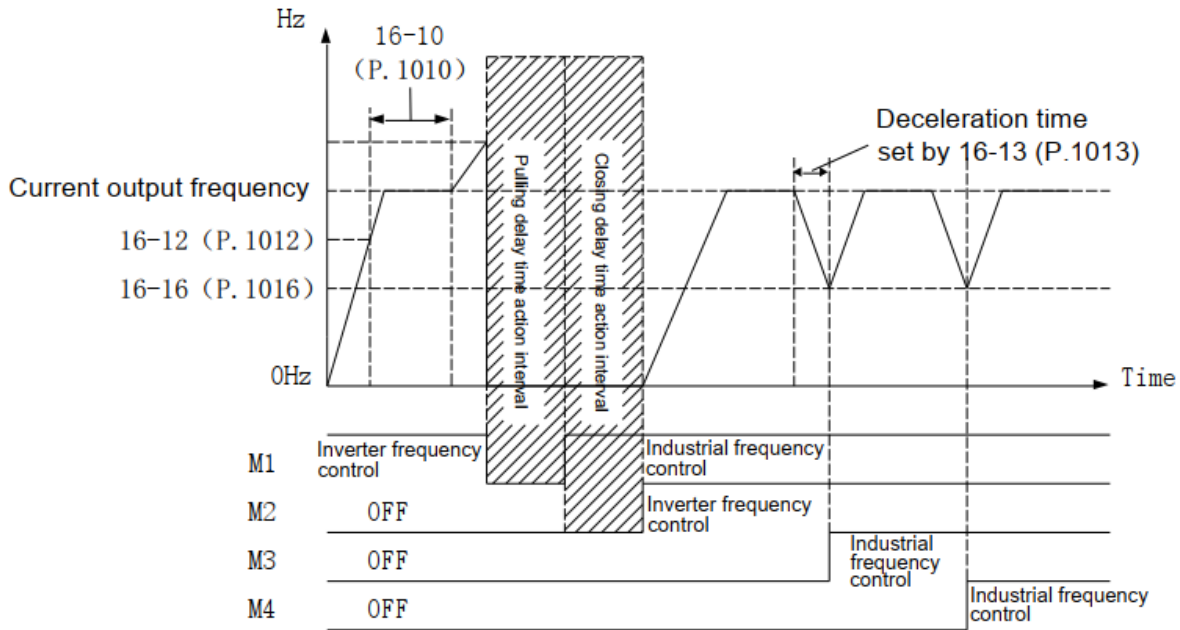 Hz
16-10
(P.1010)
Deceleration time
set by 16-13 (P.1013)
Current output frequency
16-12 (P.1012)
16-16 (P.1016)
0Hz
Time
Pulling delay time action interval
Closing delay time action interval
M1
Inverter frequency
control
Industrial frequency
control
M2
OFF
Inverter frequency
control
M3
OFF
Industrial
frequency
control
M4
OFF
Industrial frequency
control